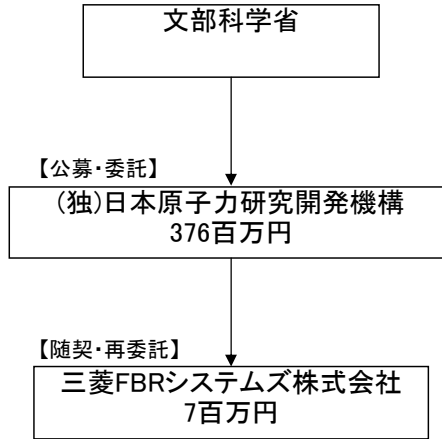 文部科学省
【公募・委託】
(独)日本原子力研究開発機構
376百万円
【随契・再委託】
三菱FBRシステムズ株式会社
7百万円